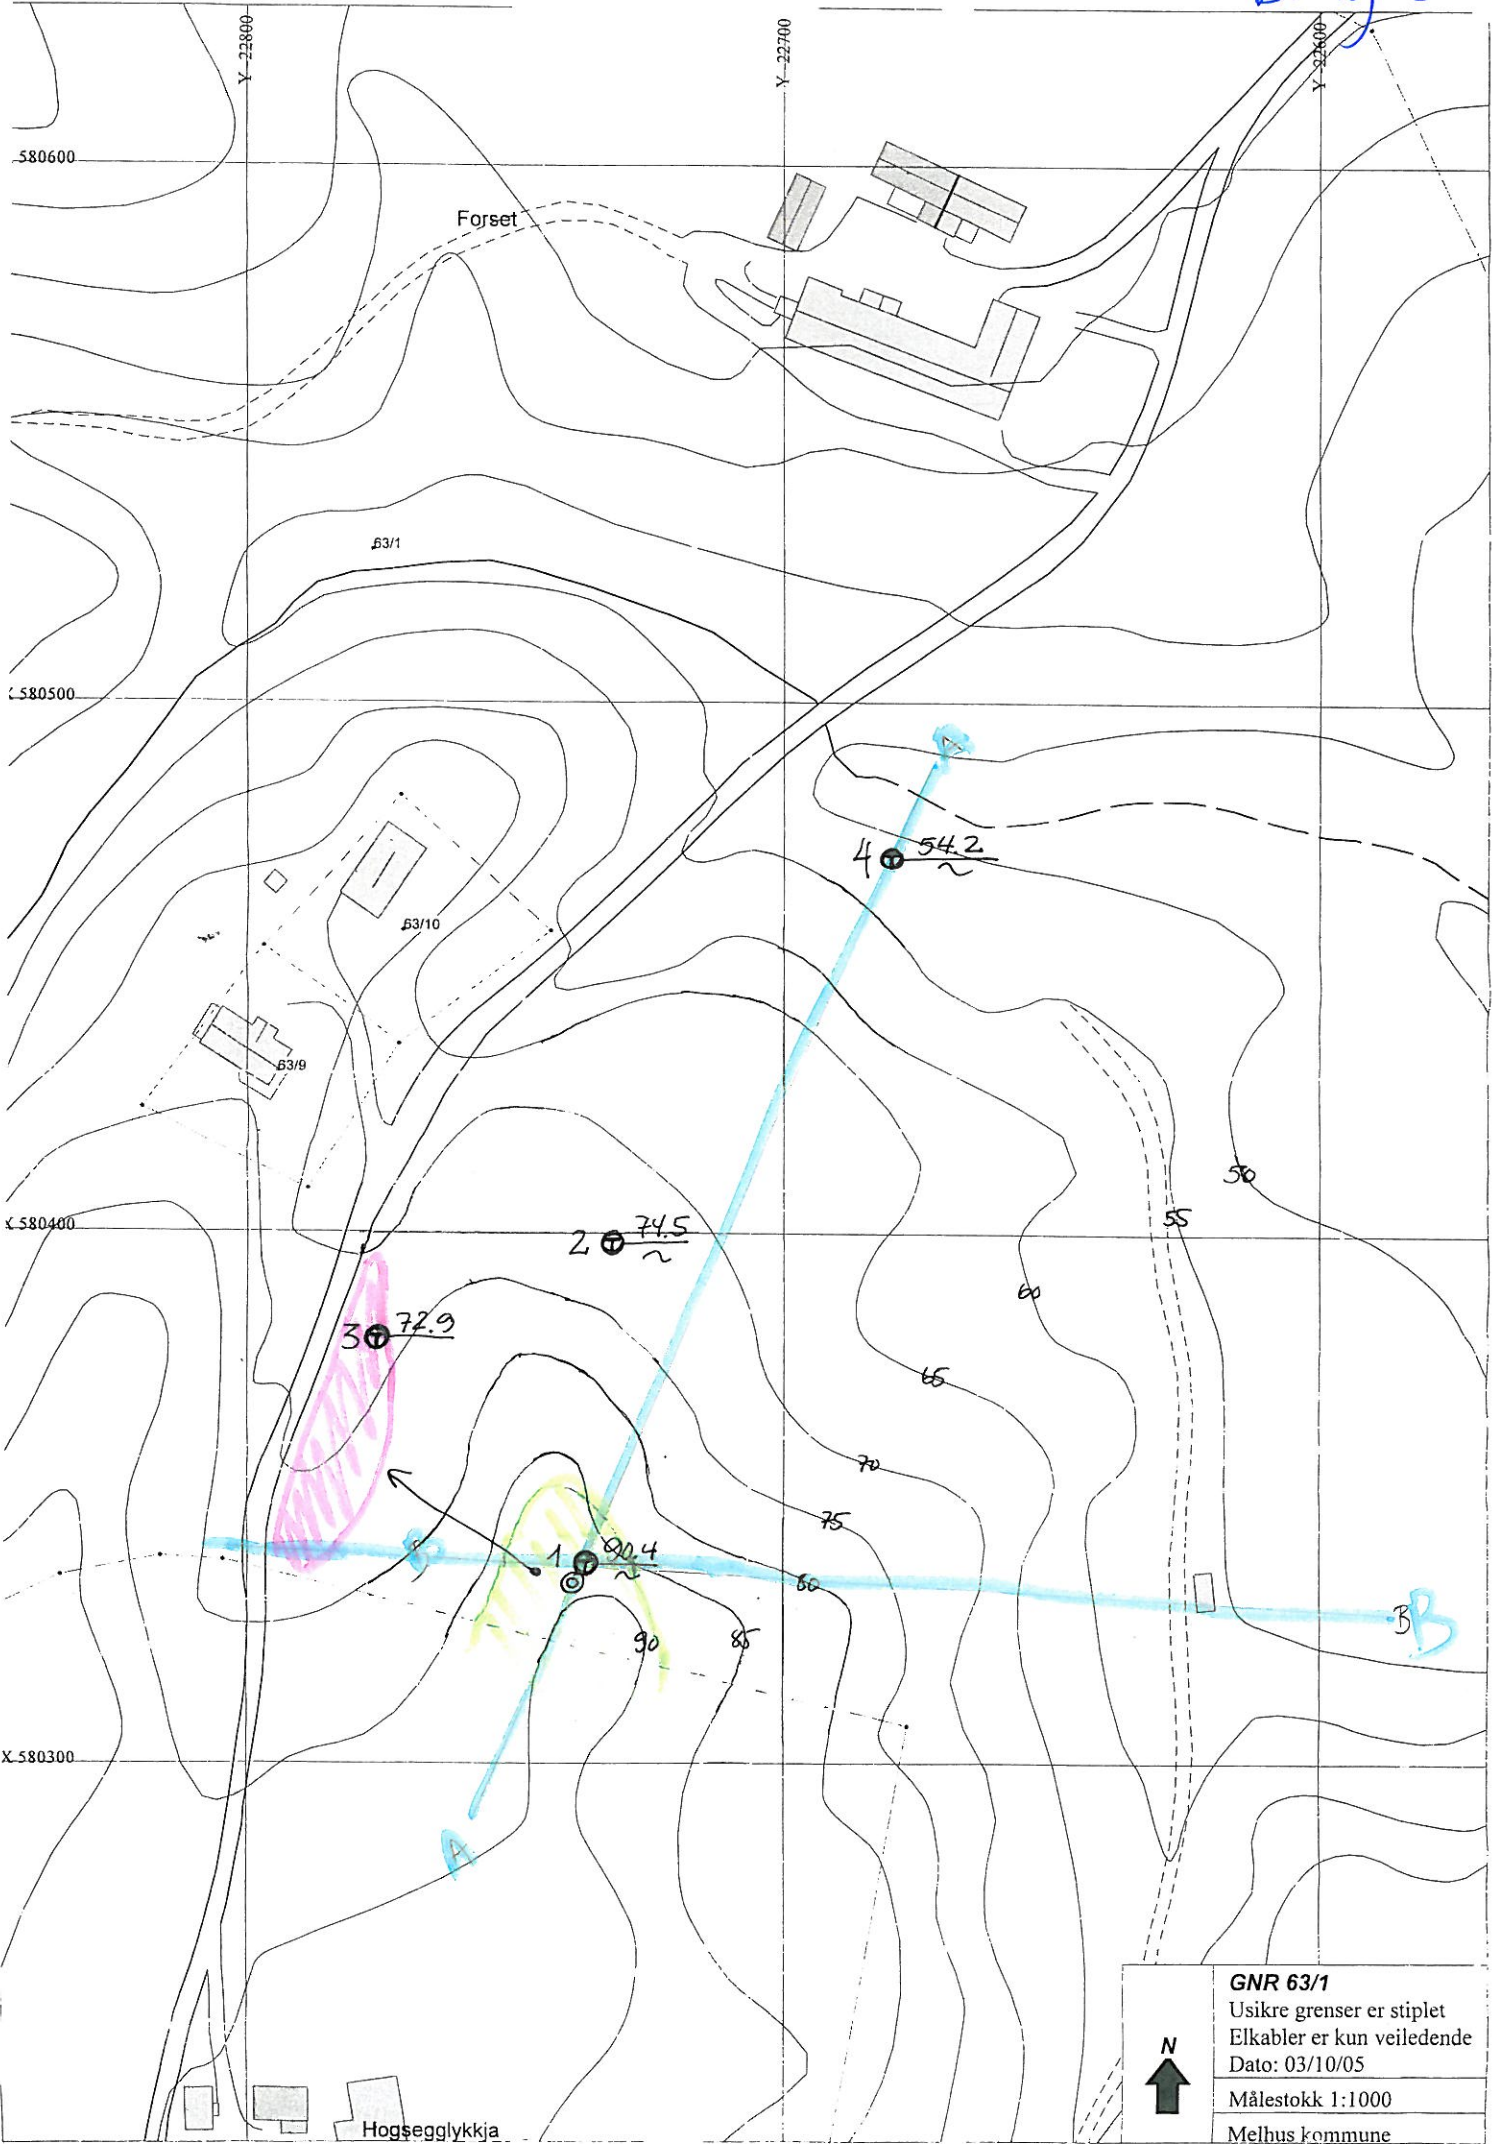 Y -22800
Y -22700
Y -22600
580600
Forset
63/1
580500
4 54.2
~
63/10
63/9
50
X 580400
55
2 74.5
~
60
3 72.9
65
70
75
1 90.4
~
80
B
B
90
85
X 580300
A
GNR 63/1
Usikre grenser er stiplet
Elkabler er kun veiledende
N
Dato: 03/10/05
Målestokk 1:1000
Hogsegglykkja
Melhus kommune